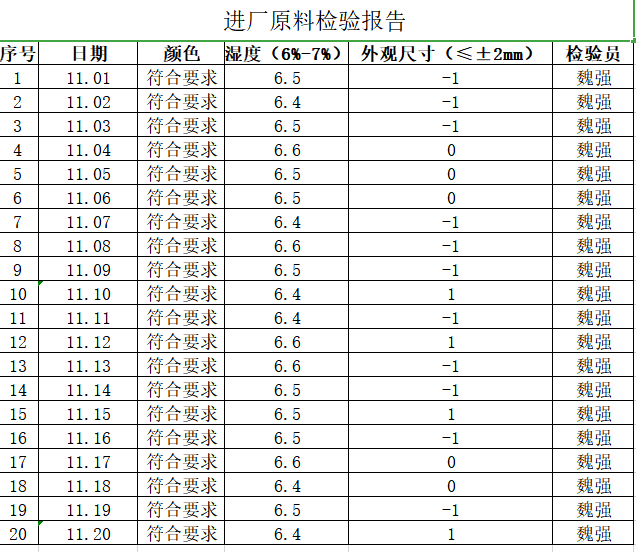 进厂原料检验报告
序号 日期 颜色 湿度（6%-7%） 外观尺寸（≤±2mm） 检验员
1 11.01 符合要求 6.5 -1 魏强
2 11.02 符合要求 6.4 -1 魏强
3 11.03 符合要求 6.5 -1 魏强
4 11.04 符合要求 6.6 0 魏强
5 11.05 符合要求 6.5 0 魏强
6 11.06 符合要求 6.5 0 魏强
7 11.07 符合要求 6.4 -1 魏强
8 11.08 符合要求 6.6 -1 魏强
9 11.09 符合要求 6.5 -1 魏强
10 11.10 符合要求 6.4 1 魏强
11 11.11 符合要求 6.4 -1 魏强
12 11.12 符合要求 6.6 1 魏强
13 11.13 符合要求 6.6 -1 魏强
14 11.14 符合要求 6.5 -1 魏强
15 11.15 符合要求 6.5 1 魏强
16 11.16 符合要求 6.5 -1 魏强
17 11.17 符合要求 6.6 0 魏强
18 11.18 符合要求 6.4 0 魏强
19 11.19 符合要求 6.5 -1 魏强
20 11.20 符合要求 6.4 1 魏强